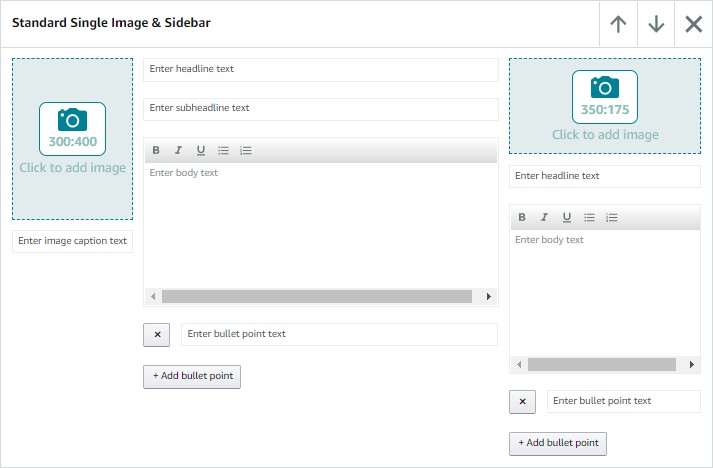 Standard Single Image & Sidebar
300:400
Click to add image
Enter image caption text
Enter headline text
Enter subheadline text
B I U
Enter body text
× Enter bullet point text
+ Add bullet point
350:175
Click to add image
Enter headline text
B I U
Enter body text
× Enter bullet point text
+ Add bullet point